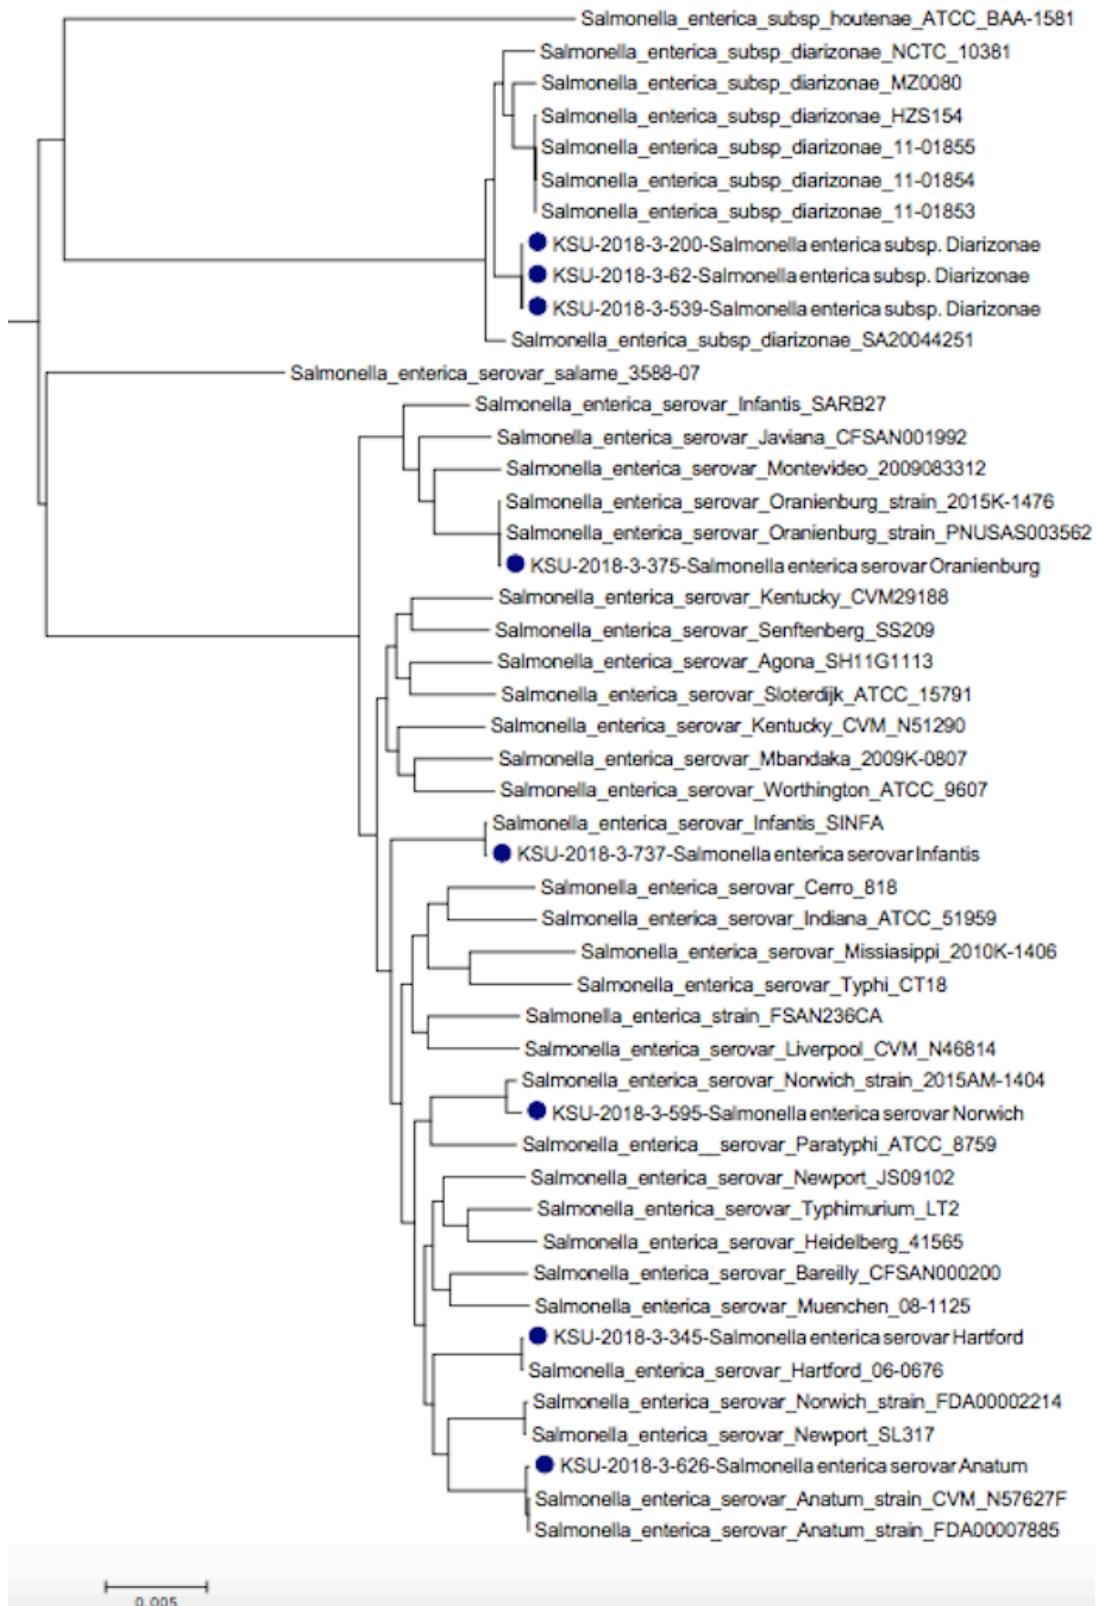 Salmonella_enterica_subsp_houtenae_ATCC_BAA-1581
Salmonella_enterica_subsp_diarizonae_NCTC_10381
Salmonella_enterica_subsp_diarizonae_MZ0080
Salmonella_enterica_subsp_diarizonae_HZS154
Salmonella_enterica_subsp_diarizonae_11-01855
Salmonella_enterica_subsp_diarizonae_11-01854
Salmonella_enterica_subsp_diarizonae_11-01853
KSU-2018-3-200-Salmonella enterica subsp. Diarizonae
KSU-2018-3-62-Salmonella enterica subsp. Diarizonae
KSU-2018-3-539-Salmonella enterica subsp. Diarizonae
Salmonella_enterica_subsp_diarizonae_SA20044251
Salmonella_enterica_serovar_salame_3588-07
Salmonella_enterica_serovar_Infantis_SARB27
Salmonella_enterica_serovar_Javiana_CFSAN001992
Salmonella_enterica_serovar_Montevideo_2009083312
Salmonella_enterica_serovar_Oranienburg_strain_2015K-1476
Salmonella_enterica_serovar_Oranienburg_strain_PNUSAS003562
KSU-2018-3-375-Salmonella enterica serovar Oranienburg
Salmonella_enterica_serovar_Kentucky_CVM29188
Salmonella_enterica_serovar_Senftenberg_SS209
Salmonella_enterica_serovar_Agona_SH11G1113
Salmonella_enterica_serovar_Sloterdijk_ATCC_15791
Salmonella_enterica_serovar_Kentucky_CVM_N51290
Salmonella_enterica_serovar_Mbandaka_2009K-0807
Salmonella_enterica_serovar_Worthington_ATCC_9607
Salmonella_enterica_serovar_Infantis_SINFA
KSU-2018-3-737-Salmonella enterica serovar Infantis
Salmonella_enterica_serovar_Cerro_818
Salmonella_enterica_serovar_Indiana_ATCC_51959
Salmonella_enterica_serovar_Missiasippi_2010K-1406
Salmonella_enterica_serovar_Typhi_CT18
Salmonella_enterica_strain_FSAN236CA
Salmonella_enterica_serovar_Liverpool_CVM_N46814
Salmonella_enterica_serovar_Norwich_strain_2015AM-1404
KSU-2018-3-595-Salmonella enterica serovar Norwich
Salmonella_enterica__serovar_Paratyphi_ATCC_8759
Salmonella_enterica_serovar_Newport_JS09102
Salmonella_enterica_serovar_Typhimurium_LT2
Salmonella_enterica_serovar_Heidelberg_41565
Salmonella_enterica_serovar_Bareilly_CFSAN000200
Salmonella_enterica_serovar_Muenchen_08-1125
KSU-2018-3-345-Salmonella enterica serovar Hartford
Salmonella_enterica_serovar_Hartford_06-0676
Salmonella_enterica_serovar_Norwich_strain_FDA00002214
Salmonella_enterica_serovar_Newport_SL317
KSU-2018-3-626-Salmonella enterica serovar Anatum
Salmonella_enterica_serovar_Anatum_strain_CVM_N57627F
Salmonella_enterica_serovar_Anatum_strain_FDA00007885
0.005